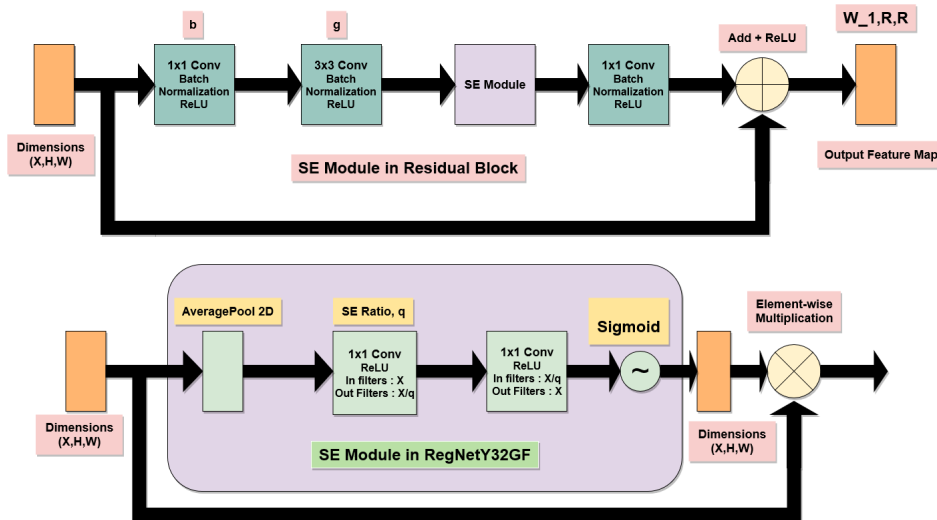 b
g
W_1,R,R
Add + ReLU
1x1 Conv
Batch
Normalization
ReLU
3x3 Conv
Batch
Normalization
ReLU
SE Module
1x1 Conv
Batch
Normalization
ReLU
Dimensions
(X,H,W)
SE Module in Residual Block
Output Feature Map
AveragePool 2D
SE Ratio, q
Sigmoid
Element-wise
Multiplication
1x1 Conv
ReLU
In filters : X
Out Filters : X/q
1x1 Conv
ReLU
In filters : X/q
Out Filters : X
~
Dimensions
(X,H,W)
Dimensions
(X,H,W)
SE Module in RegNetY32GF